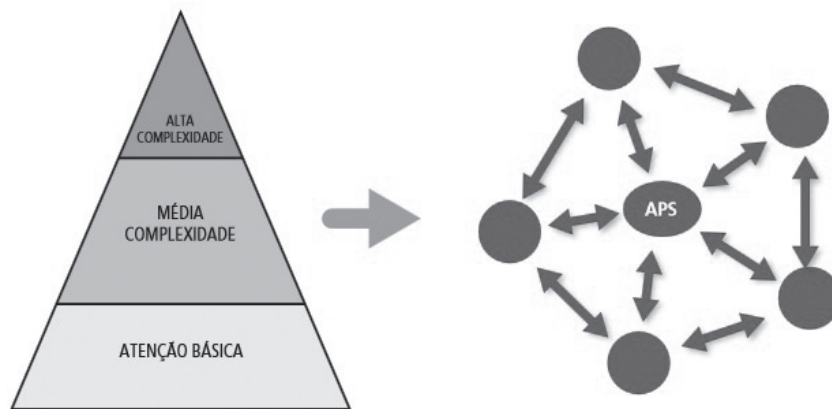 ALTA
COMPLEXIDADE
MÉDIA
COMPLEXIDADE
ATENÇÃO BÁSICA
APS